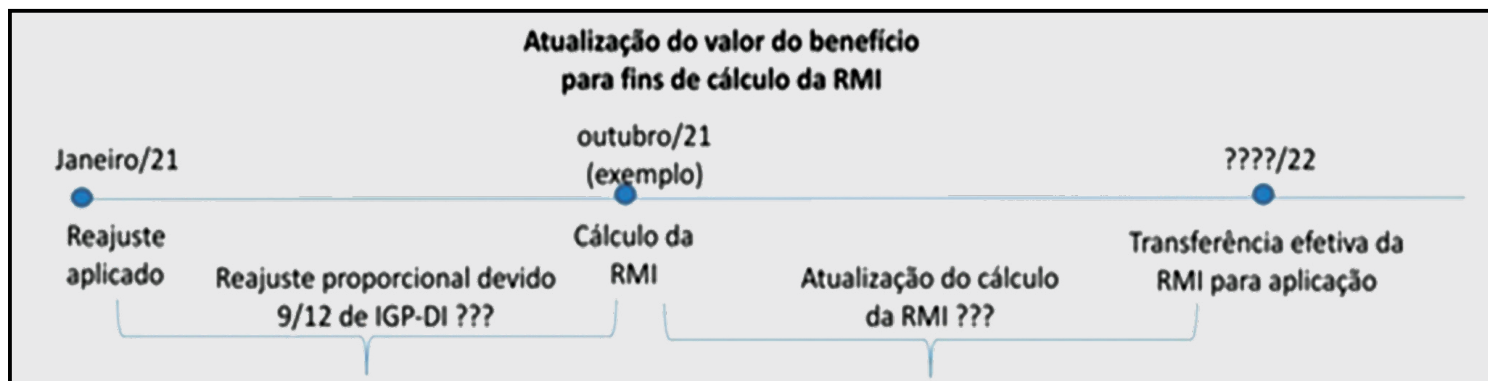 Atualização do valor do benefício
para fins de cálculo da RMI
Janeiro/21
outubro/21
(exemplo)
????/22
Reajuste
aplicado
Reajuste proporcional devido
9/12 de IGP-DI ???
Cálculo da
RMI
Atualização do cálculo
da RMI ???
Transferência efetiva da
RMI para aplicação